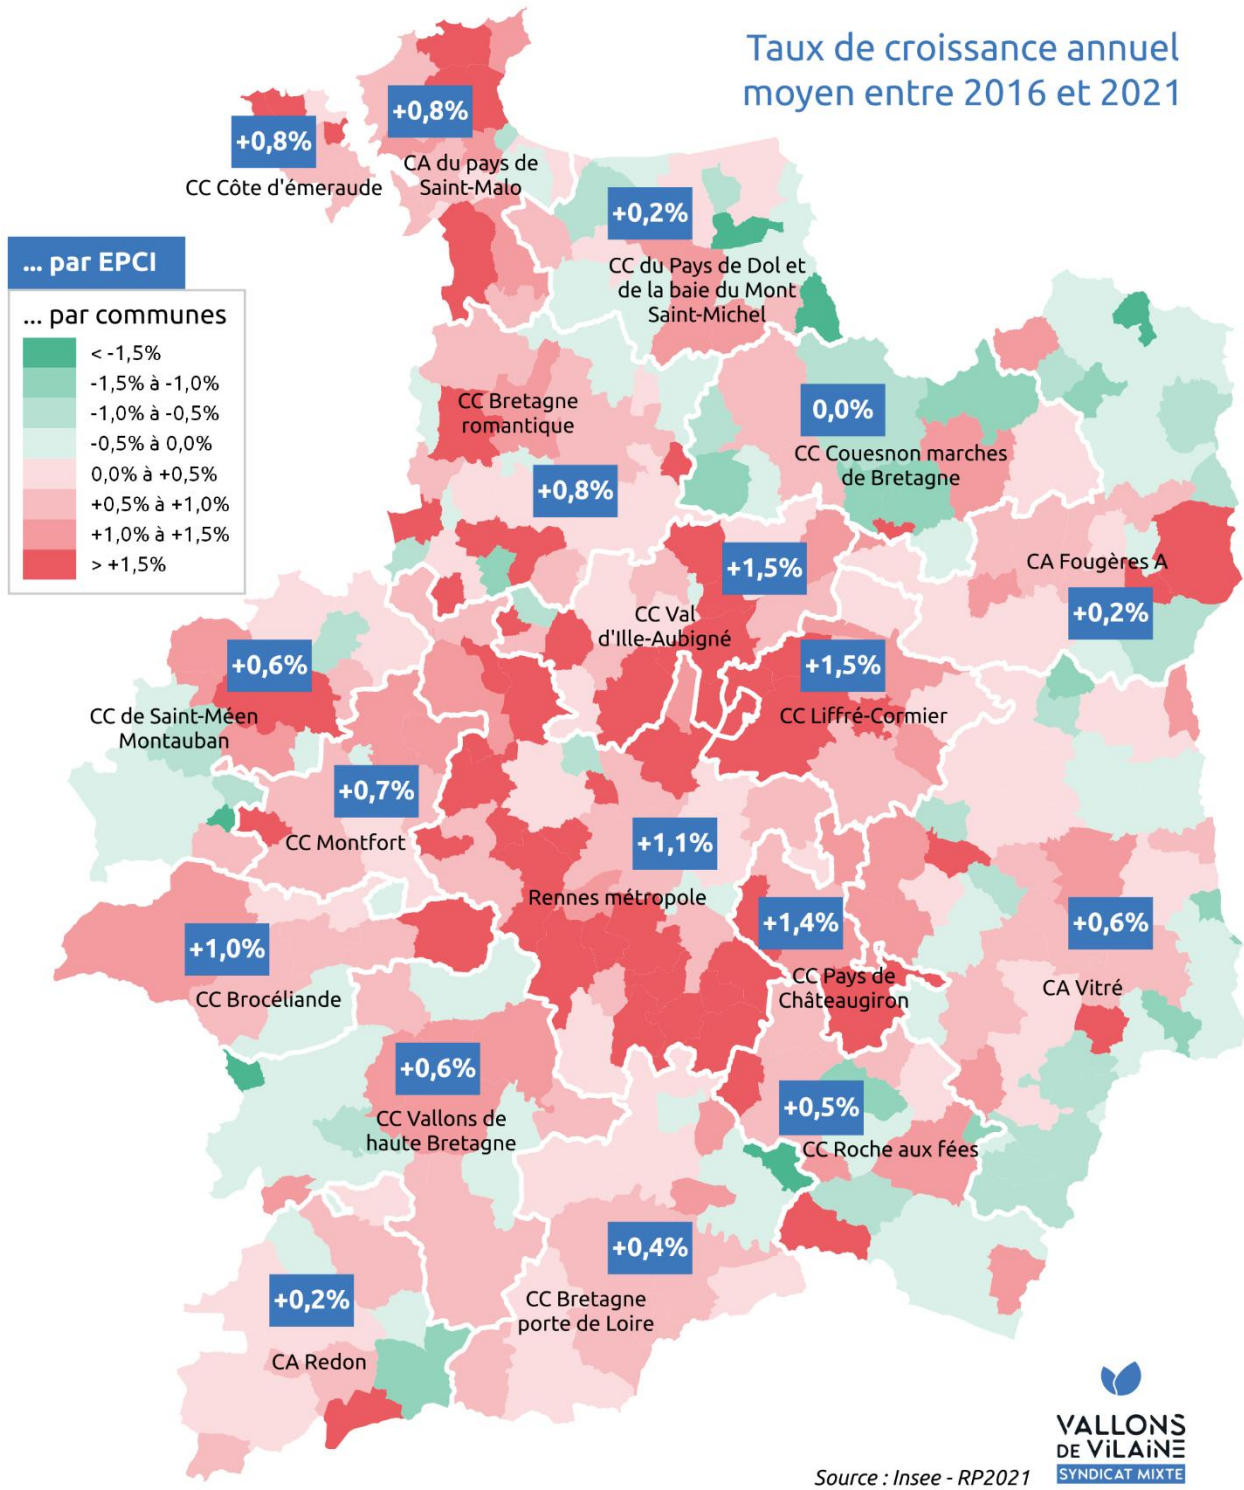 Taux de croissance annuel
moyen entre 2016 et 2021
+0,8%
CC Côte d'émeraude
+0,8%
CA du pays de
Saint-Malo
+0,2%
CC du Pays de Dol et
de la baie du Mont
Saint-Michel
... par EPCI
... par communes
< -1,5%
-1,5% à -1,0%
-1,0% à -0,5%
-0,5% à 0,0%
0,0% à +0,5%
+0,5% à +1,0%
+1,0% à +1,5%
> +1,5%
CC Bretagne
romantique
+0,8%
0,0%
CC Couesnon marches
de Bretagne
+1,5%
CC Val
d'Ille-Aubigné
CA Fougères A
+0,2%
+0,6%
CC de Saint-Méen
Montauban
+1,5%
CC Liffré-Cormier
+0,7%
CC Montfort
+1,1%
Rennes métropole
+1,4%
CC Pays de
Châteaugiron
+0,6%
CA Vitré
+1,0%
CC Brocéliande
+0,6%
CC Vallons de
haute Bretagne
+0,5%
CC Roche aux fées
+0,4%
CC Bretagne
porte de Loire
+0,2%
CA Redon
VALLONS
DE ViLAiNE
SYNDICAT MIXTE
Source : Insee - RP2021